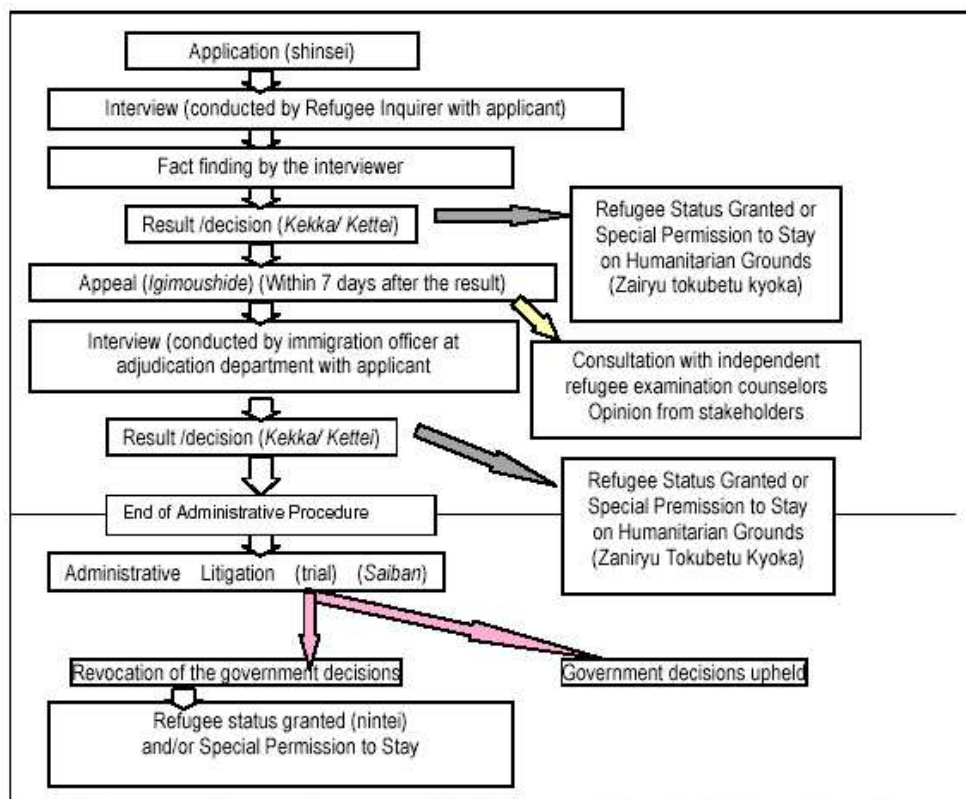 Application (shinsei)
Interview (conducted by Refugee Inquirer with applicant)
Fact finding by the interviewer
Result /decision (Kekka/ Kettei)
Refugee Status Granted or
Special Permission to Stay
on Humanitarian Grounds
(Zairyu tokubetu kyoka)
Appeal (Igimoushide) (Within 7 days after the result)
Interview (conducted by immigration officer at
adjudication department with applicant
Consultation with independent
refugee examination counselors
Opinion from stakeholders
Result /decision (Kekka/ Kettei)
Refugee Status Granted or
Special Premission to Stay
on Humanitarian Grounds
(Zaniryu Tokubetu Kyoka)
End of Administrative Procedure
Administrative Litigation (trial) (Saiban)
Revocation of the government decisions
Government decisions upheld
Refugee status granted (nintei)
and/or Special Permission to Stay